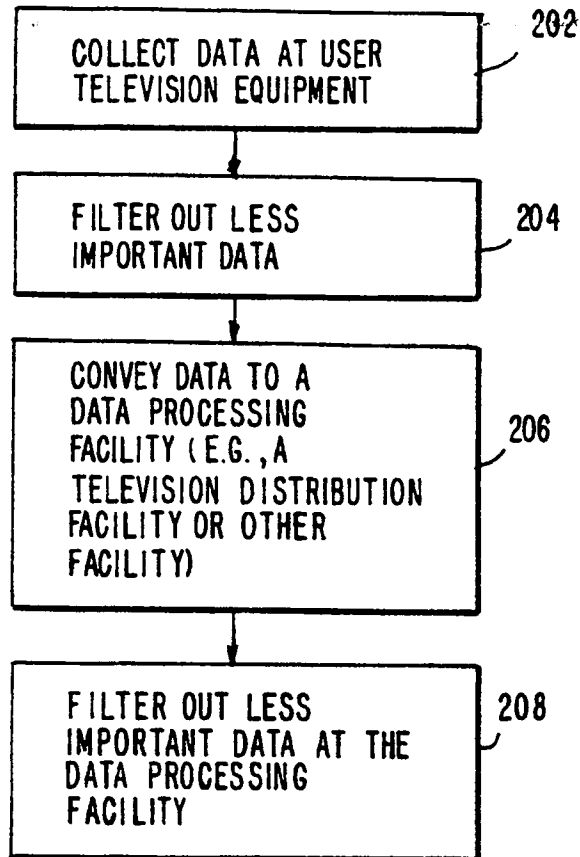 202
COLLECT DATA AT USER
TELEVISION EQUIPMENT
204
FILTER OUT LESS
IMPORTANT DATA
206
CONVEY DATA TO A
DATA PROCESSING
FACILITY (E.G., A
TELEVISION DISTRIBUTION
FACILITY OR OTHER
FACILITY)
208
FILTER OUT LESS
IMPORTANT DATA AT THE
DATA PROCESSING
FACILITY